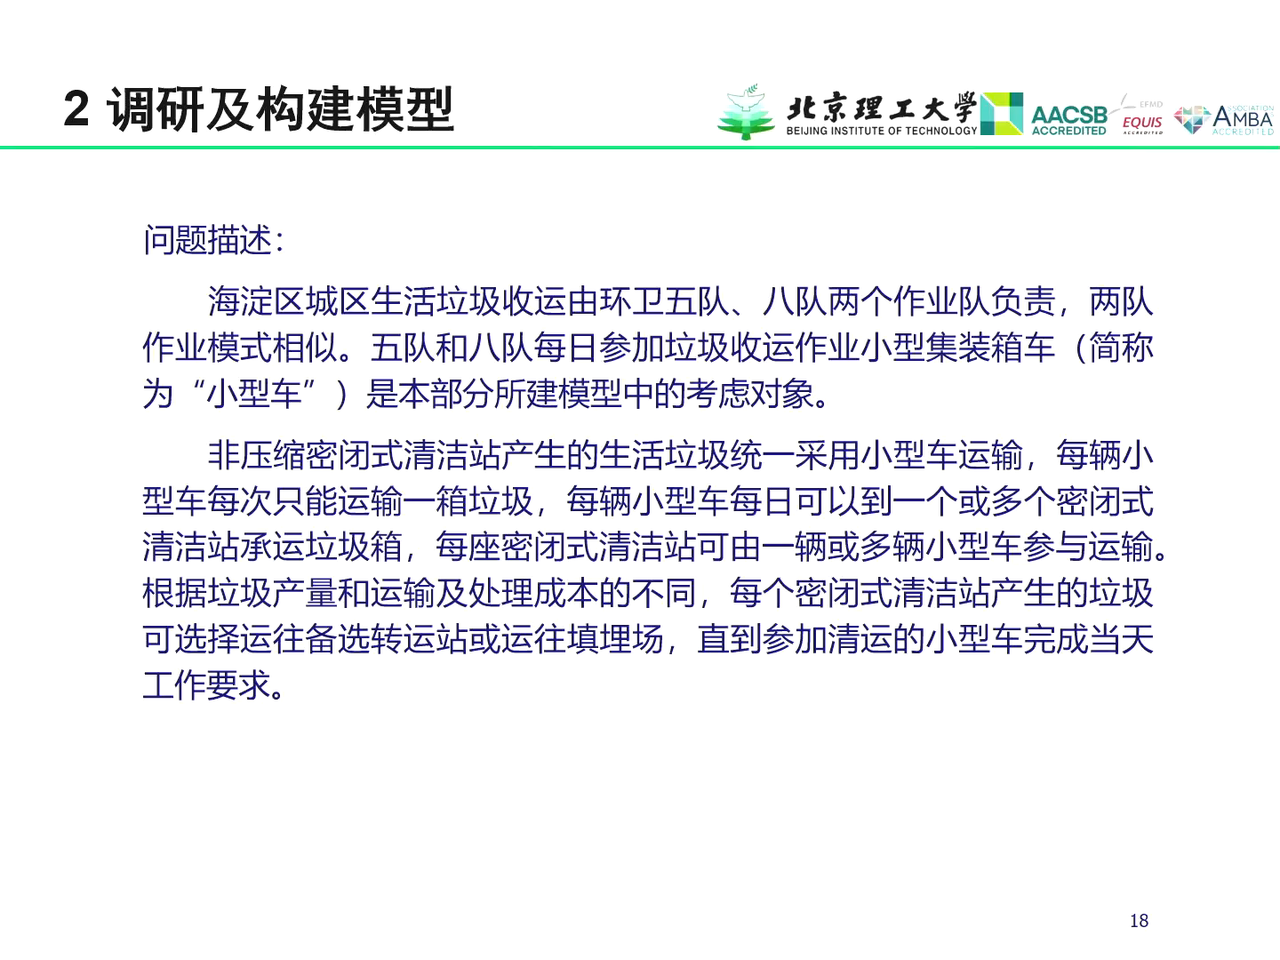 2 调研及构建模型
北京理工大学
BEIJING INSTITUTE OF TECHNOLOGY
AACSB
ACCREDITED
EFMD
EQUIS
ACCREDITED
ASSOCIATION
AMBA
ACCREDITED
问题描述：
海淀区城区生活垃圾收运由环卫五队、八队两个作业队负责，两队
作业模式相似。五队和八队每日参加垃圾收运作业小型集装箱车（简称
为“小型车”）是本部分所建模型中的考虑对象。
非压缩密闭式清洁站产生的生活垃圾统一采用小型车运输，每辆小
型车每次只能运输一箱垃圾，每辆小型车每日可以到一个或多个密闭式
清洁站承运垃圾箱，每座密闭式清洁站可由一辆或多辆小型车参与运输。
根据垃圾产量和运输及处理成本的不同，每个密闭式清洁站产生的垃圾
可选择运往备选转运站或运往填埋场，直到参加清运的小型车完成当天
工作要求。
18